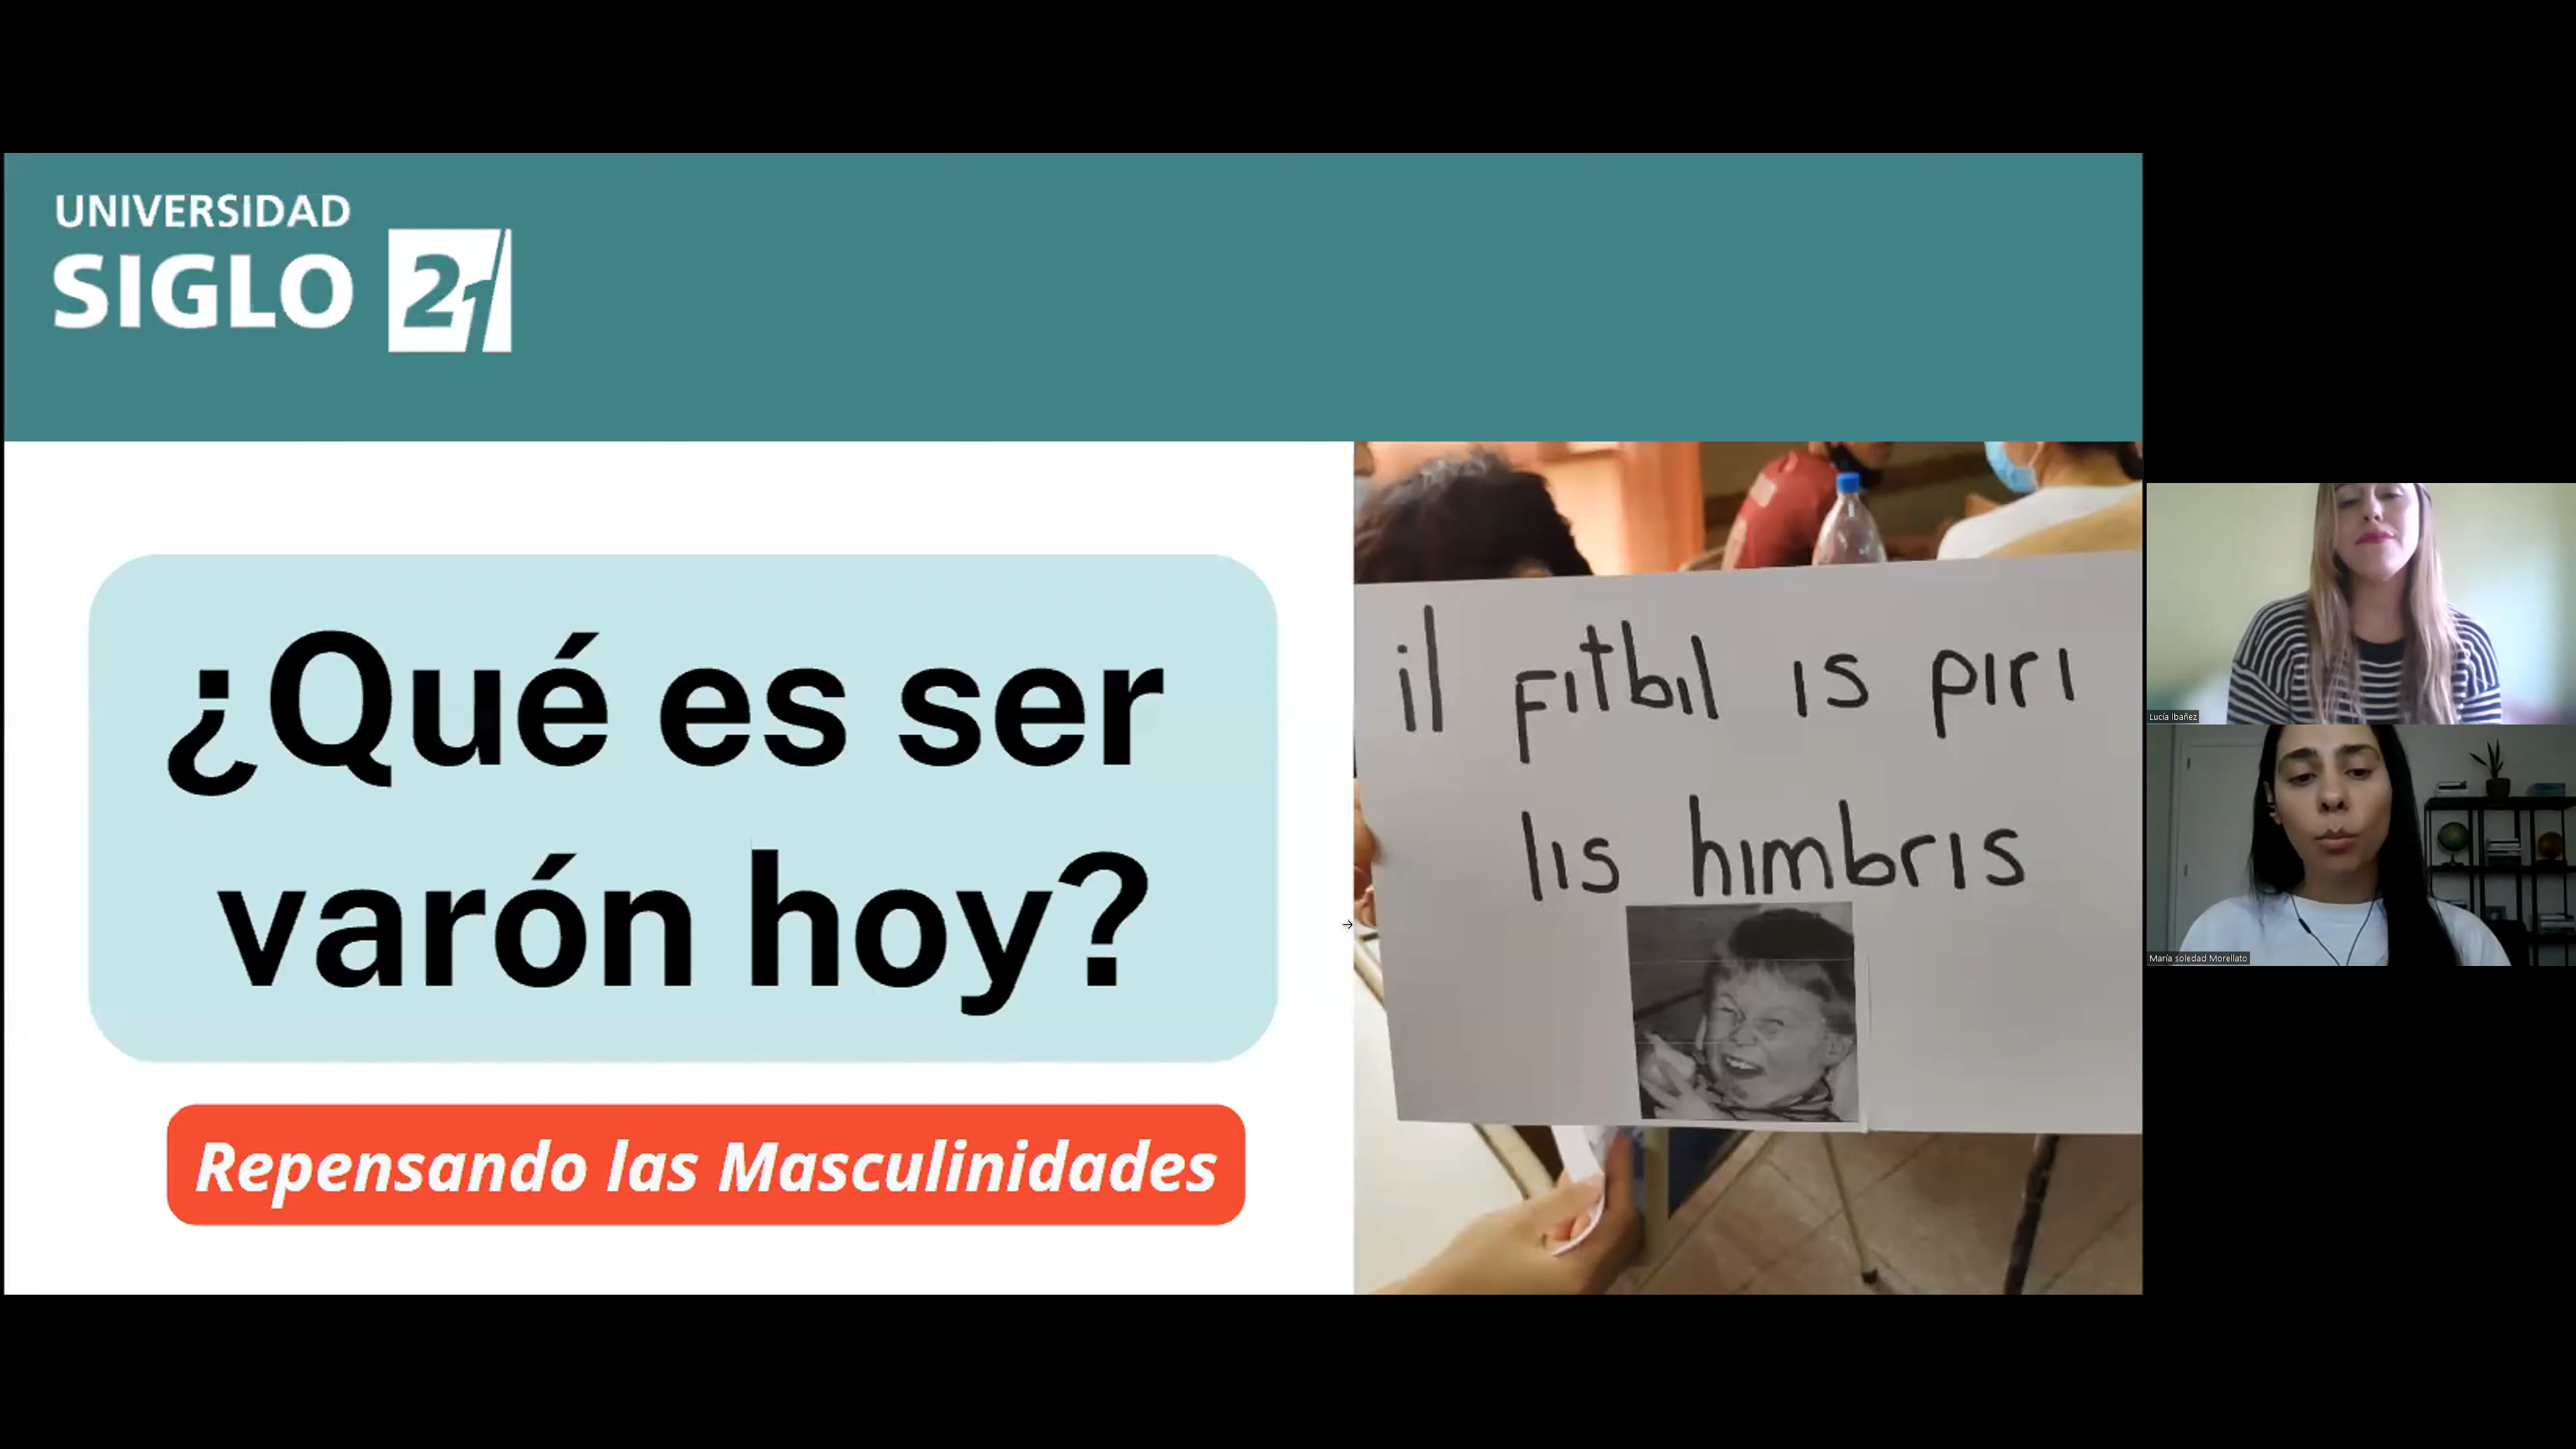 UNIVERSIDAD
SIGLO 21
¿Qué es ser
varón hoy?
Repensando las Masculinidades
il fitbil is piri
lis himbris
Lucía Ibañez
María soledad Morellato